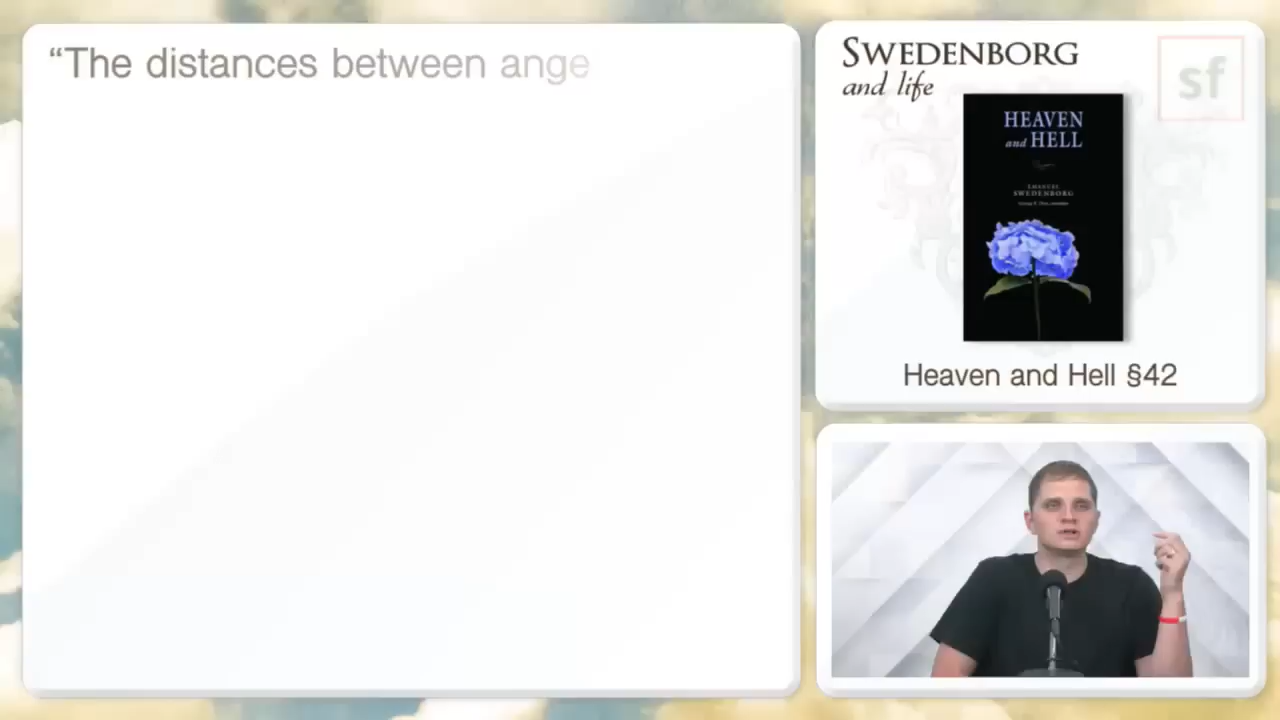 “The distances between ange
SWEDENBORG
and life
sf
HEAVEN
and HELL
EMANUEL
SWEDENBORG
Heaven and Hell §42